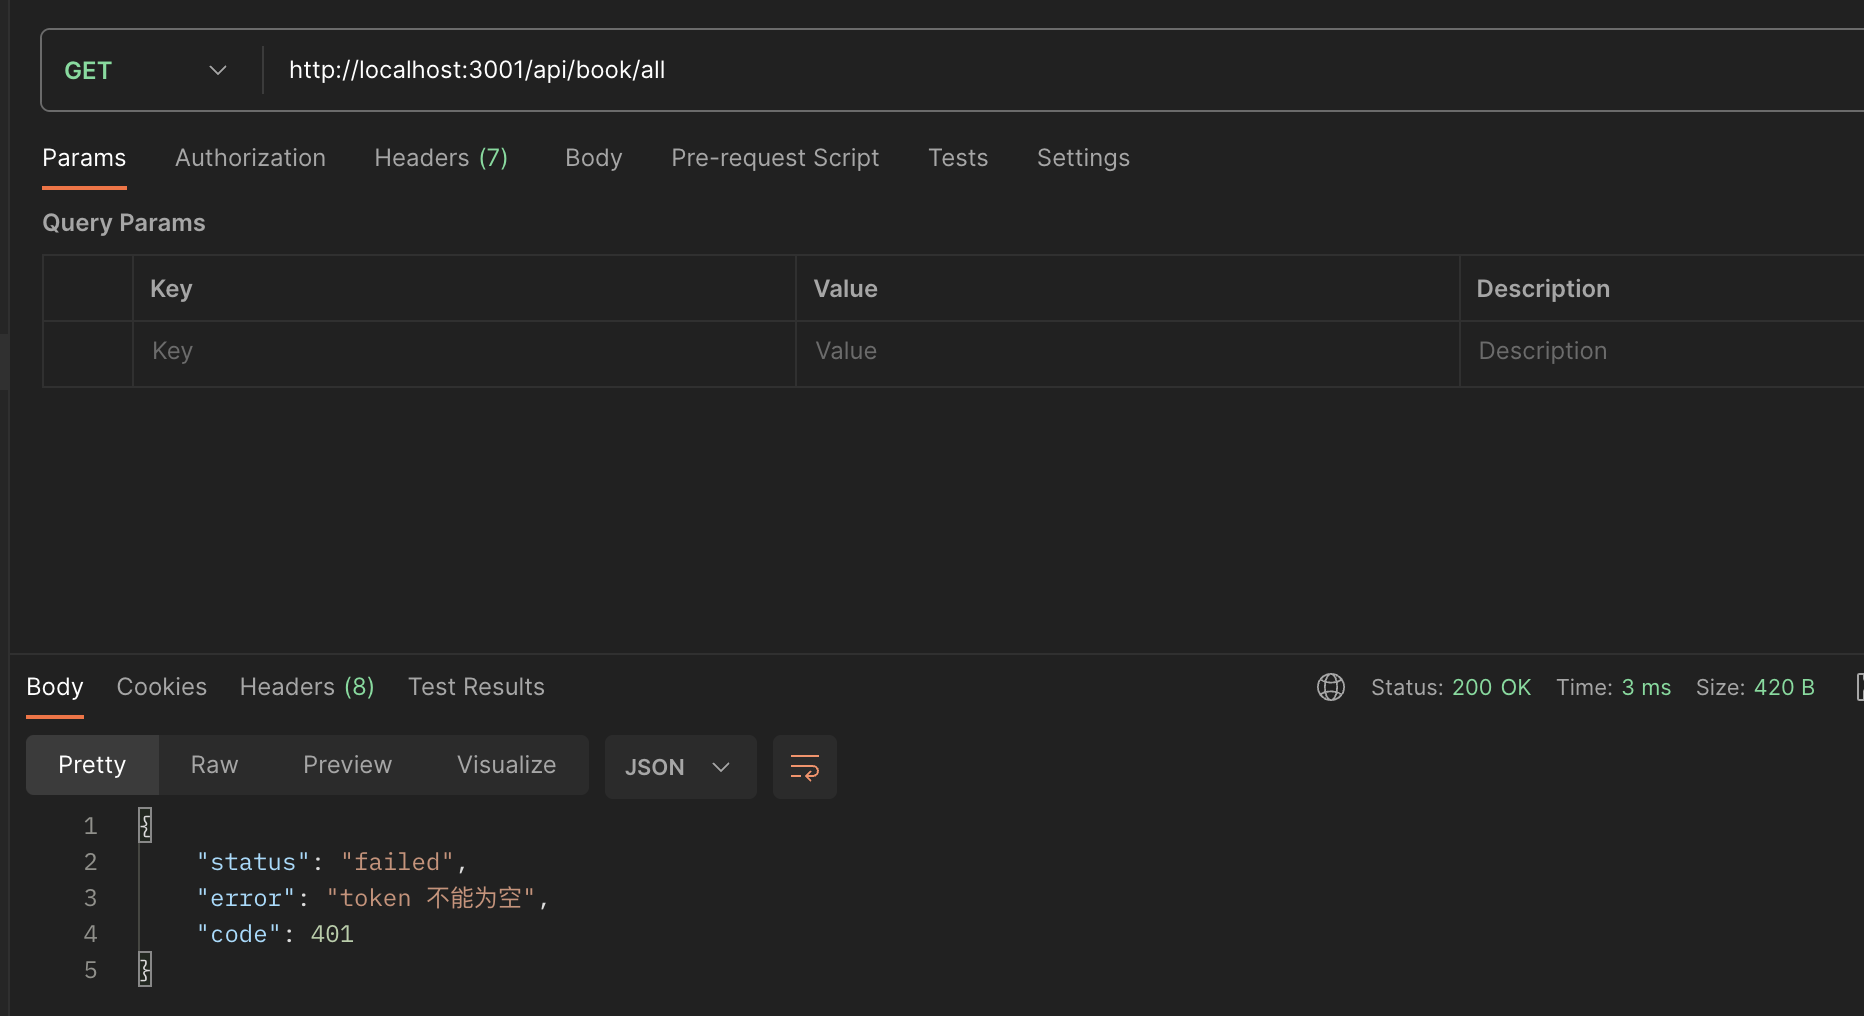 GET http://localhost:3001/api/book/all
Params Authorization Headers (7) Body Pre-request Script Tests Settings
Query Params
Key Value Description
Key Value Description
Body Cookies Headers (8) Test Results Status: 200 OK Time: 3 ms Size: 420 B
Pretty Raw Preview Visualize JSON
1 {
2 "status": "failed",
3 "error": "token 不能为空",
4 "code": 401
5 }